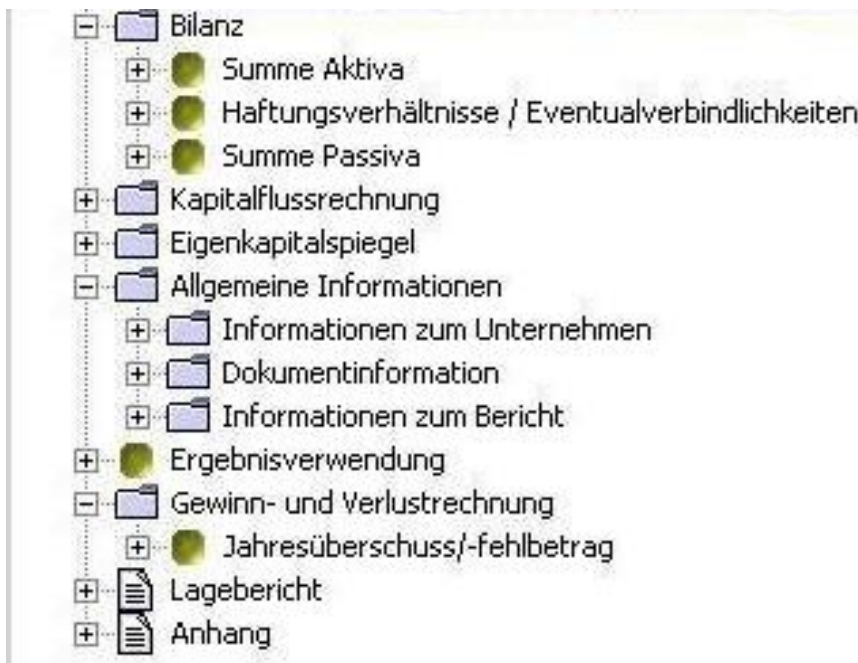 Bilanz
Summe Aktiva
Haftungsverhältnisse / Eventualverbindlichkeiten
Summe Passiva
Kapitalflussrechnung
Eigenkapitalspiegel
Allgemeine Informationen
Informationen zum Unternehmen
Dokumentinformation
Informationen zum Bericht
Ergebnisverwendung
Gewinn- und Verlustrechnung
Jahresüberschuss/-fehlbetrag
Lagebericht
Anhang